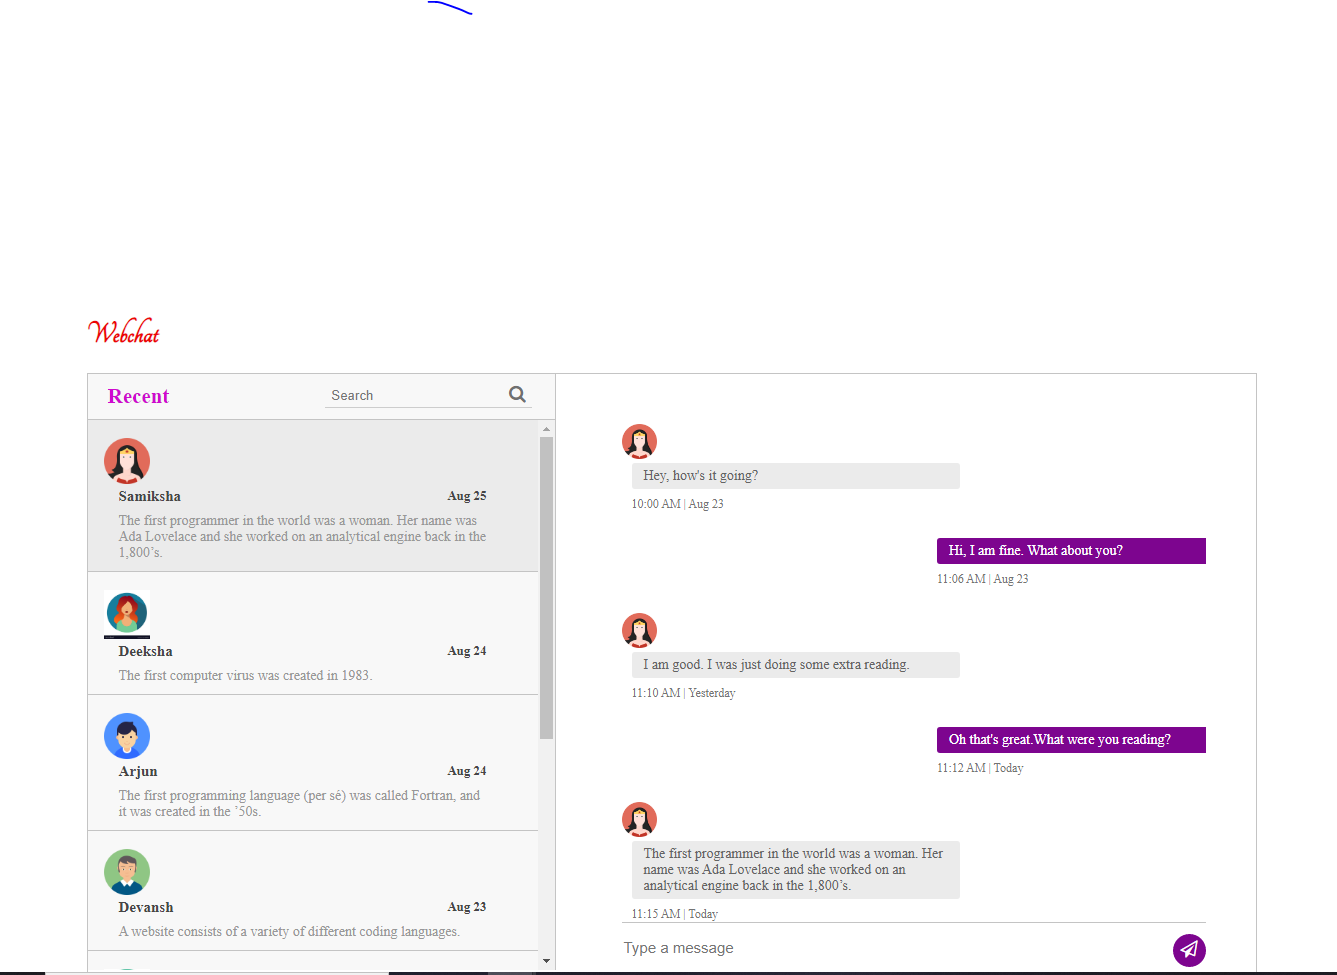 Webchat
Recent
Search
Samiksha
Aug 25
The first programmer in the world was a woman. Her name was
Ada Lovelace and she worked on an analytical engine back in the
1,800’s.
Deeksha
Aug 24
The first computer virus was created in 1983.
Arjun
Aug 24
The first programming language (per sé) was called Fortran, and
it was created in the ’50s.
Devansh
Aug 23
A website consists of a variety of different coding languages.
Hey, how's it going?
10:00 AM | Aug 23
Hi, I am fine. What about you?
11:06 AM | Aug 23
I am good. I was just doing some extra reading.
11:10 AM | Yesterday
Oh that's great.What were you reading?
11:12 AM | Today
The first programmer in the world was a woman. Her
name was Ada Lovelace and she worked on an
analytical engine back in the 1,800’s.
11:15 AM | Today
Type a message